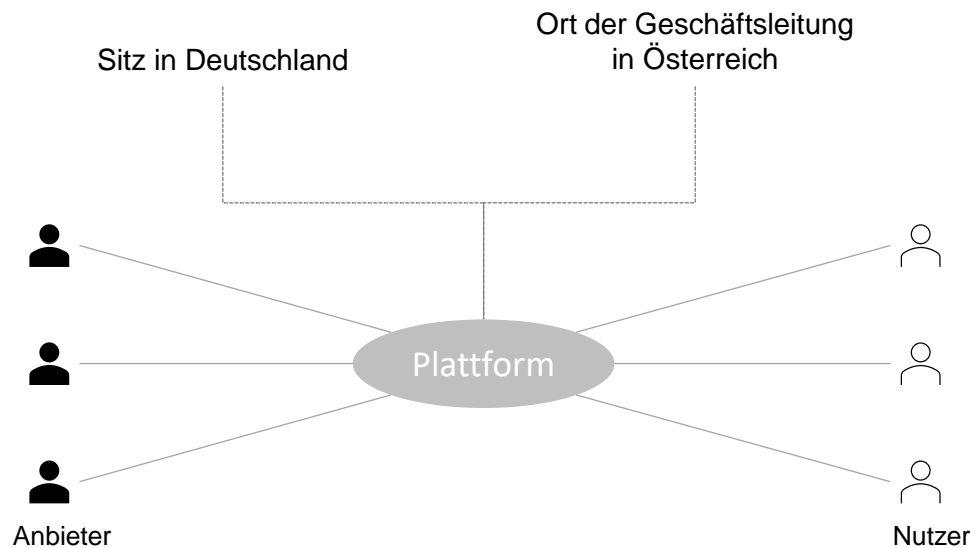 Sitz in Deutschland
Ort der Geschäftsleitung
in Österreich
Plattform
Anbieter
Nutzer